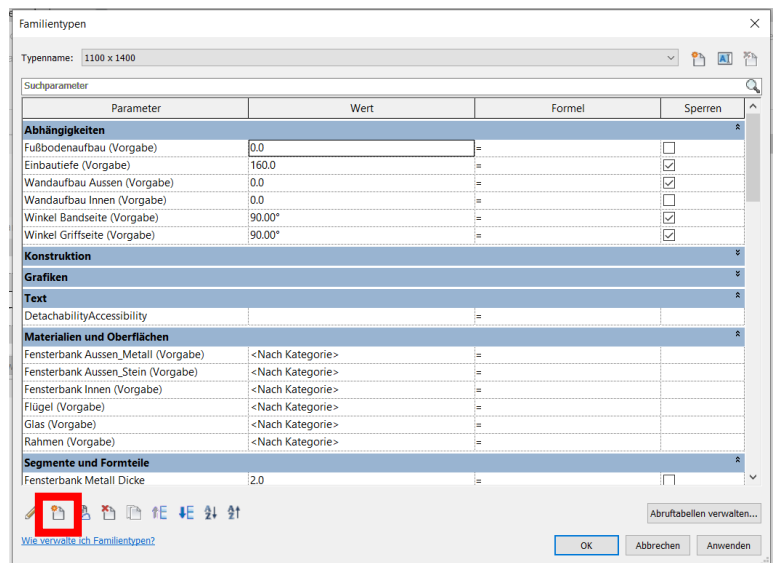 Familientypen
Typenname: 1100 x 1400
Suchparameter
Parameter Wert Formel Sperren
Abhängigkeiten
Fußbodenaufbau (Vorgabe) 0.0 =
Einbautiefe (Vorgabe) 160.0 =
Wandaufbau Aussen (Vorgabe) 0.0 =
Wandaufbau Innen (Vorgabe) 0.0 =
Winkel Bandseite (Vorgabe) 90.00° =
Winkel Griffseite (Vorgabe) 90.00° =
Konstruktion
Grafiken
Text
DetachabilityAccessibility =
Materialien und Oberflächen
Fensterbank Aussen_Metall (Vorgabe) <Nach Kategorie> =
Fensterbank Aussen_Stein (Vorgabe) <Nach Kategorie> =
Fensterbank Innen (Vorgabe) <Nach Kategorie> =
Flügel (Vorgabe) <Nach Kategorie> =
Glas (Vorgabe) <Nach Kategorie> =
Rahmen (Vorgabe) <Nach Kategorie> =
Segmente und Formteile
Fensterbank Metall Dicke 2.0 =
Abruftabellen verwalten...
Wie verwalte ich Familientypen?
OK Abbrechen Anwenden